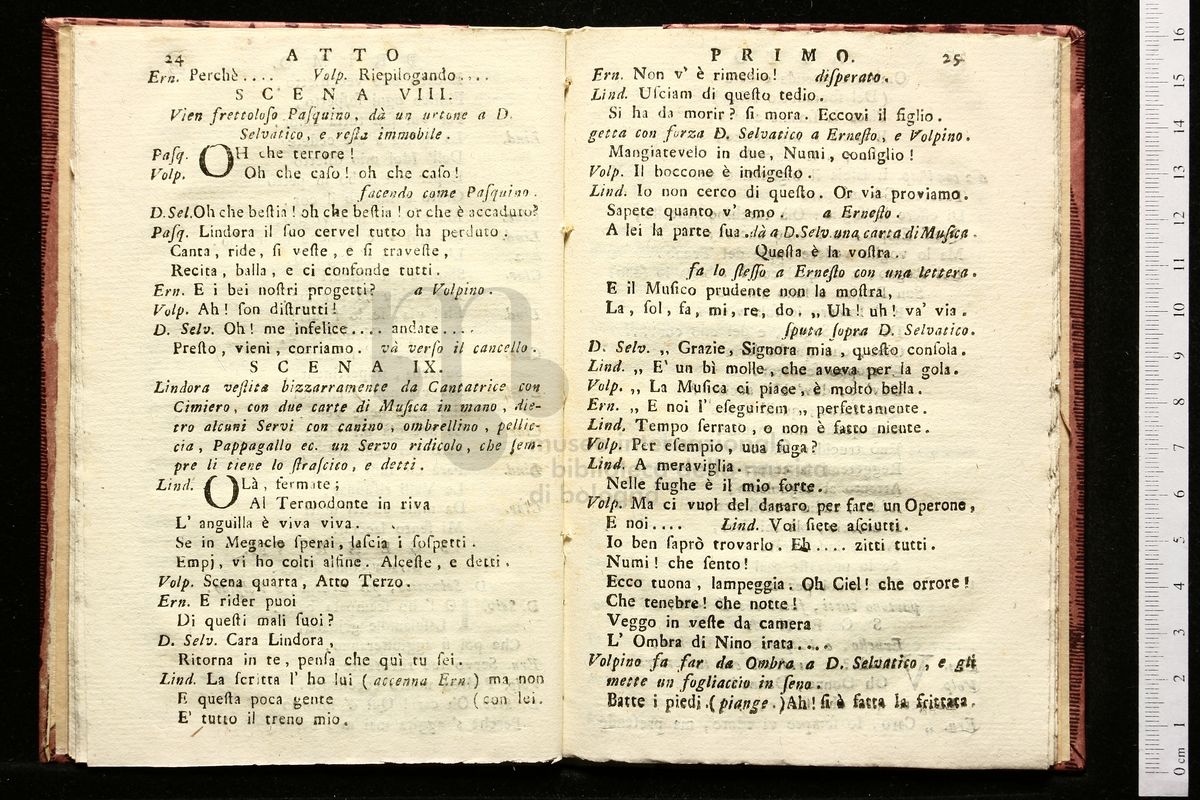 24 ATTO
Ern. Perchè.... Volp. Riepilogando....
SCENA VIII.
Vien frettoloſo Paſquino, dà un urtone a D.
Selvatico, e reſta immobile.
Paſq. OH che terrore!
Volp. Oh che caſo! oh che caſo!
facendo come Paſquino.
D.Sel. Oh che beſtia! oh che beſtia! or che è accaduto?
Paſq. Lindora il ſuo cervel tutto ha perduto.
Canta, ride, ſi veſte, e ſi traveſte,
Recita, balla, e ci confonde tutti.
Ern. E i bei noſtri progetti? a Volpino.
Volp. Ah! ſon diſtrutti!
D. Selv. Oh! me infelice.... andate....
Preſto, vieni, corriamo. và verſo il cancello.
SCENA IX.
Lindora veſtita bizzarramente da Cantatrice con
Cimiero, con due carte di Muſica in mano, die-
tro alcuni Servi con canino, ombrellino, pellic-
cia, Pappagallo ec. un Servo ridicolo, che ſem-
pre li tiene lo ſtraſcito, e detti.
Lind. OLà, fermate;
Al Termodonte in riva
L' anguilla è viva viva.
Se in Megacle ſperai, laſcia i ſoſpetti.
Empj, vi ho colti alfine. Alceſte, e detti.
Volp. Scena quarta, Atto Terzo.
Ern. E rider puoi
Di queſti mali ſuoi?
D. Selv. Cara Lindora,
Ritorna in te, penſa che quì tu ſei.
Lind. La ſcritta l' ho lui (accenna Ern.) ma non
E queſta poca gente (con lei.
E' tutto il treno mio.
PRIMO. 25
Ern. Non v' è rimedio! diſperato.
Lind. Uſciam di queſto tedio.
Si ha da morir? ſi mora. Eccovi il figlio.
getta con forza D. Selvatico a Erneſto, e Volpino.
Mangiatevelo in due, Numi, conſiglio!
Volp. Il boccone è indigeſto.
Lind. Io non cerco di queſto. Or via proviamo.
Sapete quanto v' amo. a Erneſto.
A lei la parte ſua. dà a D. Selv. una carta di Muſica.
Queſta è la voſtra.
fa lo ſteſſo a Erneſto con una lettera.
E il Muſico prudente non la moſtra,
La, ſol, fa, mi, re, do. „ Uh! uh! va' via.
ſputa ſopra D. Selvatico.
D. Selv. „ Grazie, Signora mia, queſto conſola.
Lind. „ E' un bì molle, che aveva per la gola.
Volp. „ La Muſica ci piace, è molto bella.
Ern. „ E noi l' eſeguirem „ perfettamente.
Lind. Tempo ſerrato, o non è fatto niente.
Volp. Per eſempio, una fuga?
Lind. A meraviglia.
Nelle fughe è il mio forte.
Volp. Ma ci vuol del danaro per fare un Operone,
E noi.... Lind. Voi ſiete aſciutti.
Io ben ſaprò trovarlo. Eh.... zitti tutti.
Numi! che ſento!
Ecco tuona, lampeggia. Oh Ciel! che orrore!
Che tenebre! che notte!
Veggo in veſte da camera
L' Ombra di Nino irata....
Volpino fa far da Ombra a D. Selvatico, e gli
mette un fogliaccio in ſeno.
Batte i piedi. (piange.) Ah! ſi è fatta la frittata.